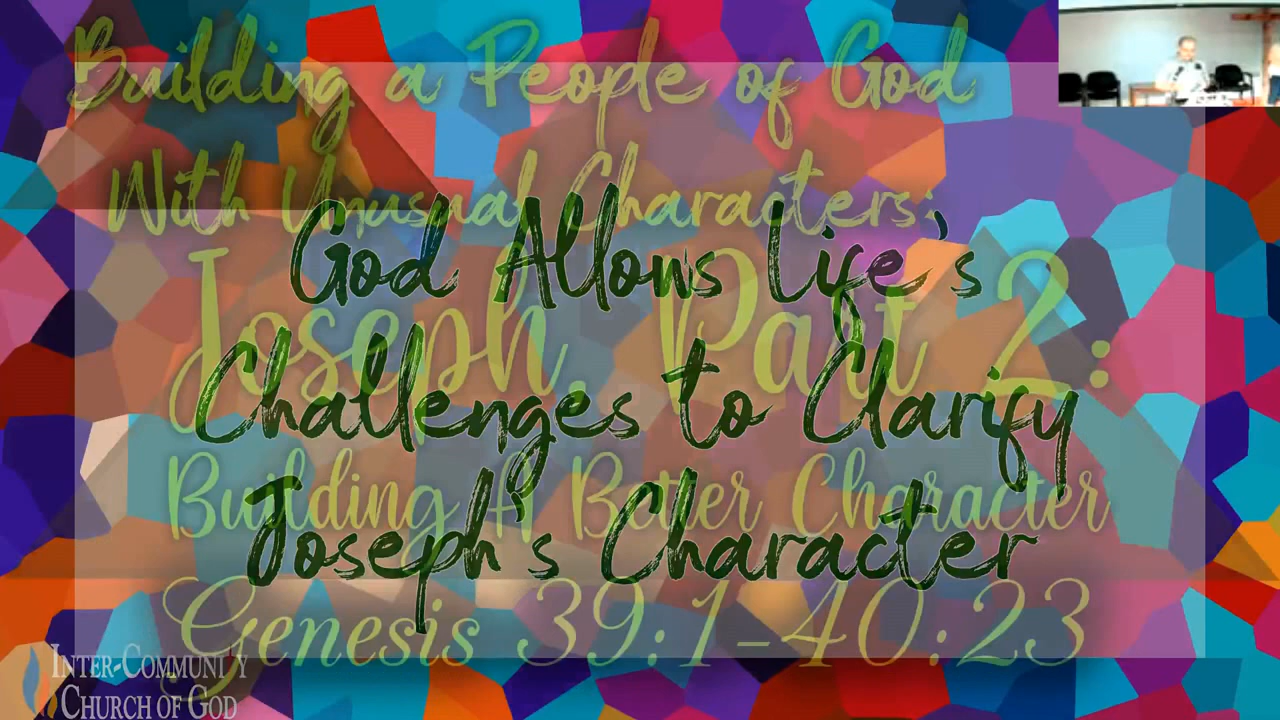 Building a People of God
With Unusual Characters:
Joseph, Part 2:
Building A Better Character
Genesis 39:1-40:23
God Allows Life's
Challenges to Clarify
Joseph's Character
INTER-COMMUNITY
CHURCH OF GOD